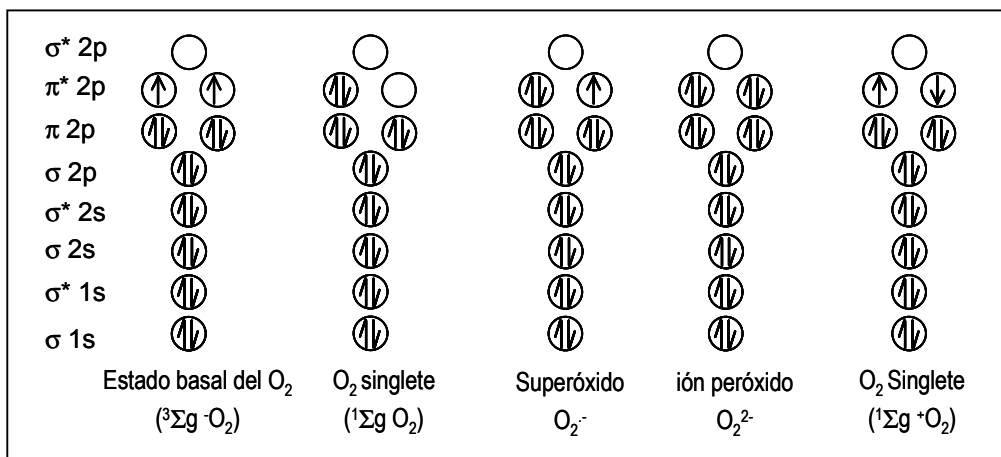 σ* 2p
π* 2p
π 2p
σ 2p
σ* 2s
σ 2s
σ* 1s
σ 1s
Estado basal del O₂
(³Σg ⁻O₂)
O₂ singlete
(¹Σg O₂)
Superóxido
O₂·⁻
ión peróxido
O₂²⁻
O₂ Singlete
(¹Σg ⁺O₂)